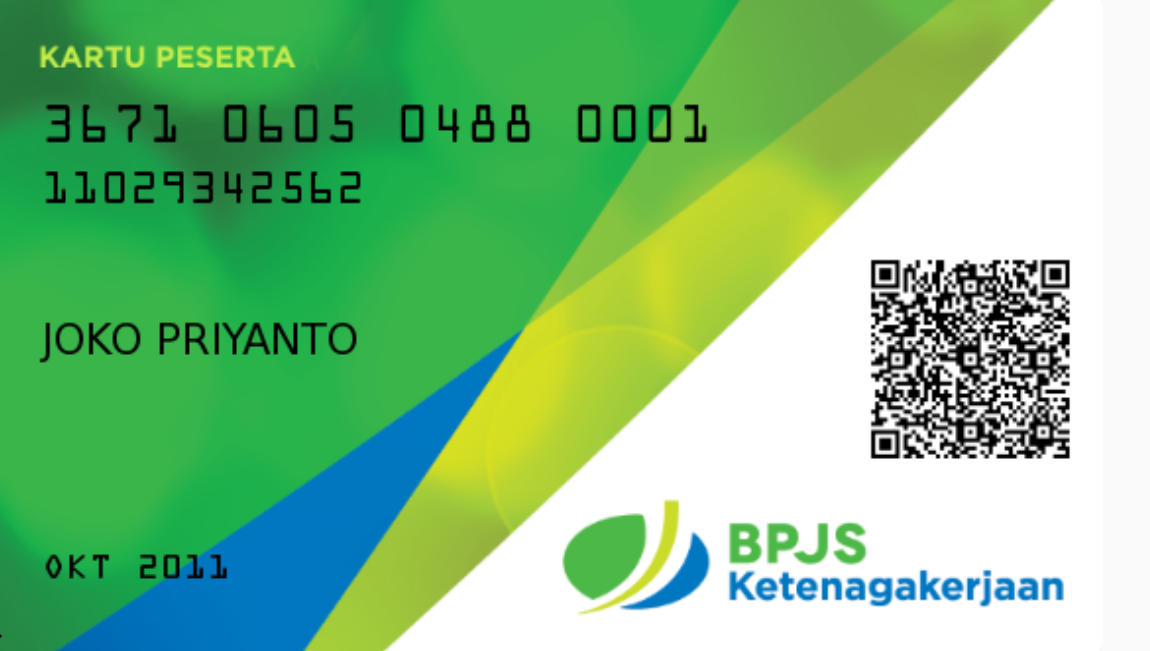 KARTU PESERTA
3671 0605 0488 0001
11029342562
JOKO PRIYANTO
OKT 2011
BPJS
Ketenagakerjaan